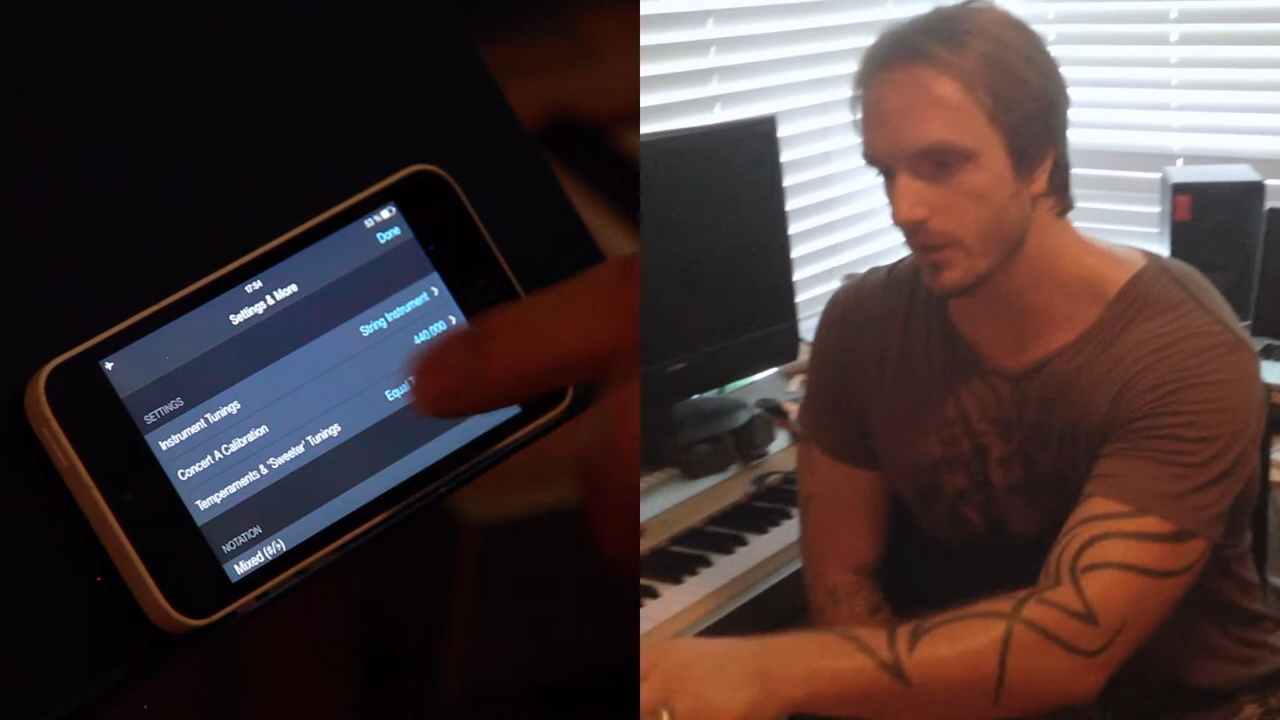 53 %
17:54
Done
Settings & More
SETTINGS
Instrument Tunings String Instrument
Concert A Calibration 440.000
Temperaments & 'Sweeter' Tunings Equal
NOTATION
Mixed (♯/♭)